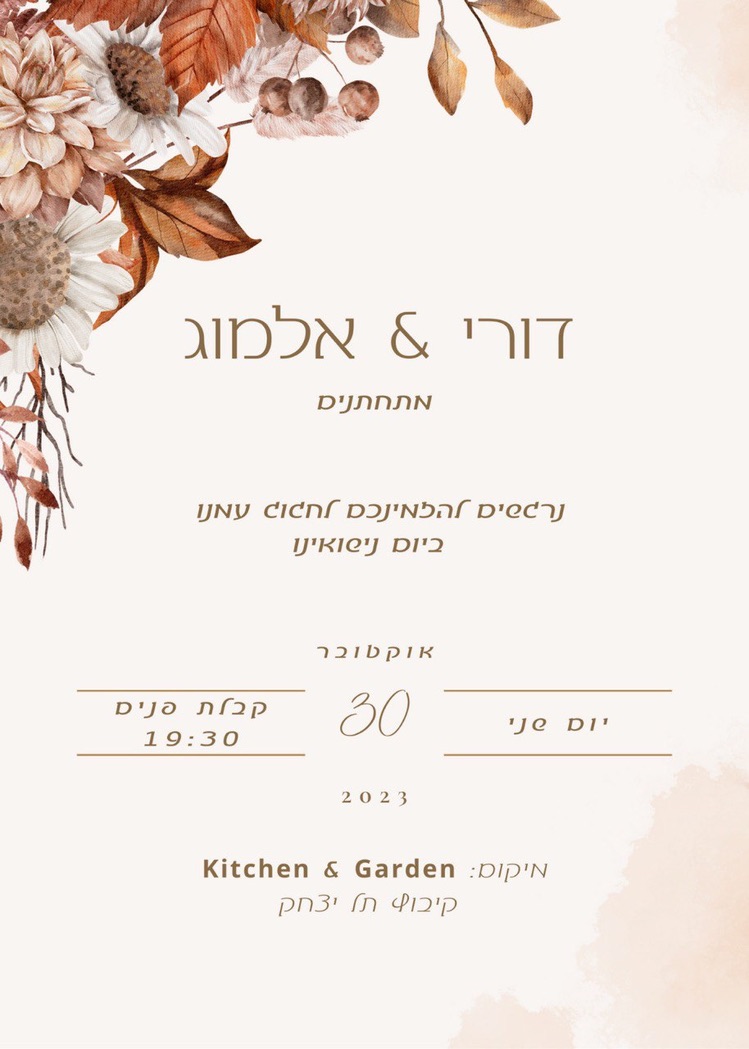 דורי & אלמוג
מתחתנים
נרגשים להזמינכם לחגוג עמנו
ביום נישואינו
אוקטובר
יום שני
30
קבלת פנים
19:30
2023
מיקום: Kitchen & Garden
קיבוץ תל יצחק